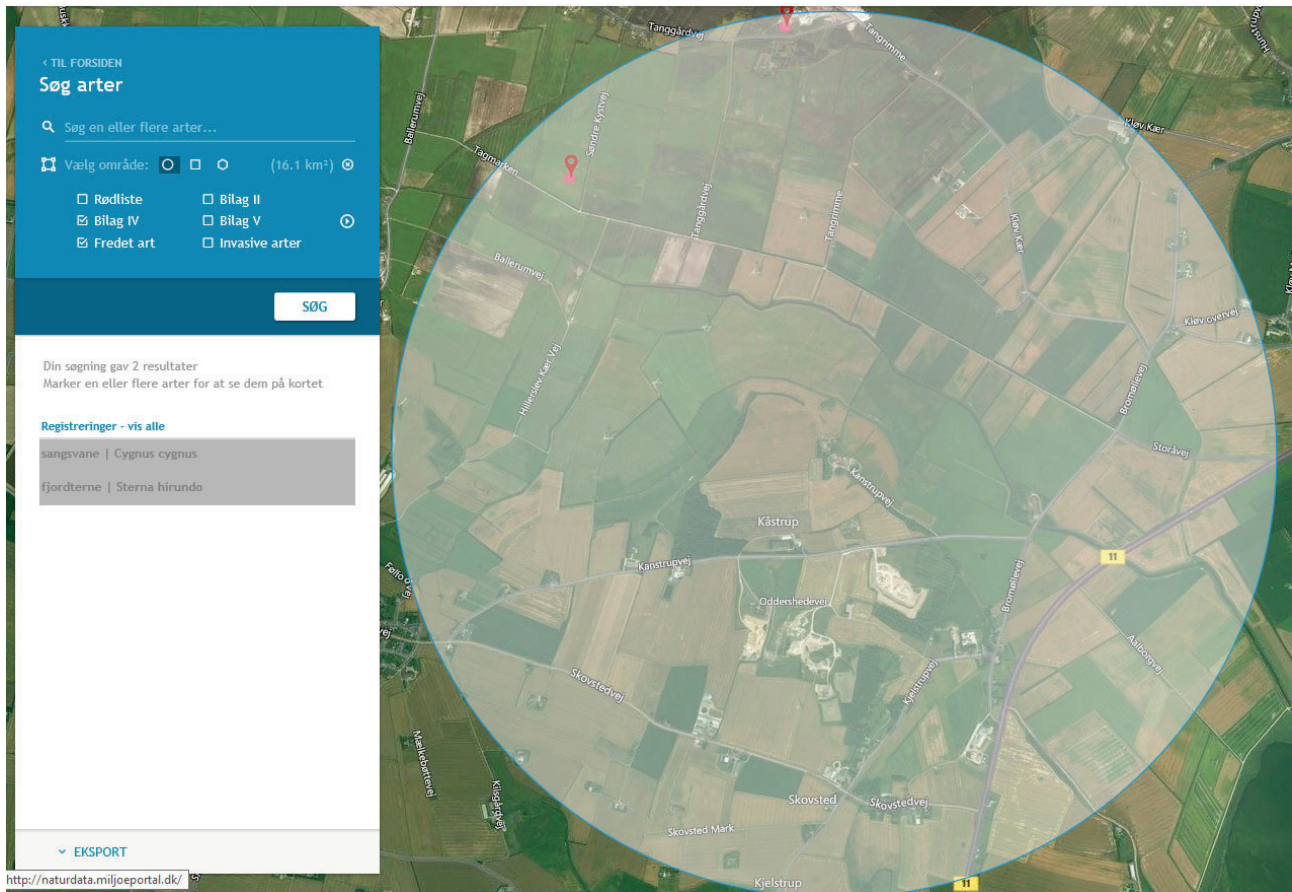 ‹ TIL FORSIDEN
Søg arter
Søg en eller flere arter...
Vælg område: (16.1 km²)
Rødliste Bilag II
Bilag IV Bilag V
Fredet art Invasive arter
SØG
Din søgning gav 2 resultater
Marker en eller flere arter for at se dem på kortet
Registreringer - vis alle
sangsvane | Cygnus cygnus
fjordterne | Sterna hirundo
EKSPORT
http://naturdata.miljoeportal.dk/
Tanggårdvej
Tangrimme
Ballerumvej
Søndre Kystvej
Kløv Kær
Tagmarken
Tanggårdvej
Tangrimme
Kløv Kær
Ballerumvej
Kløv overvej
Hillerslev Kær Vej
Bromøllevej
Storåvej
Kanstrupvej
Kåstrup
11
Kanstrupvej
Oddershedevej
Bromøllevej
Aalborgvej
Skovstedvej
Kjelstrupvej
Mælkebøttevej
Kilsgårdvej
Skovsted
Skovstedvej
Skovsted Mark
Kjelstrup
11